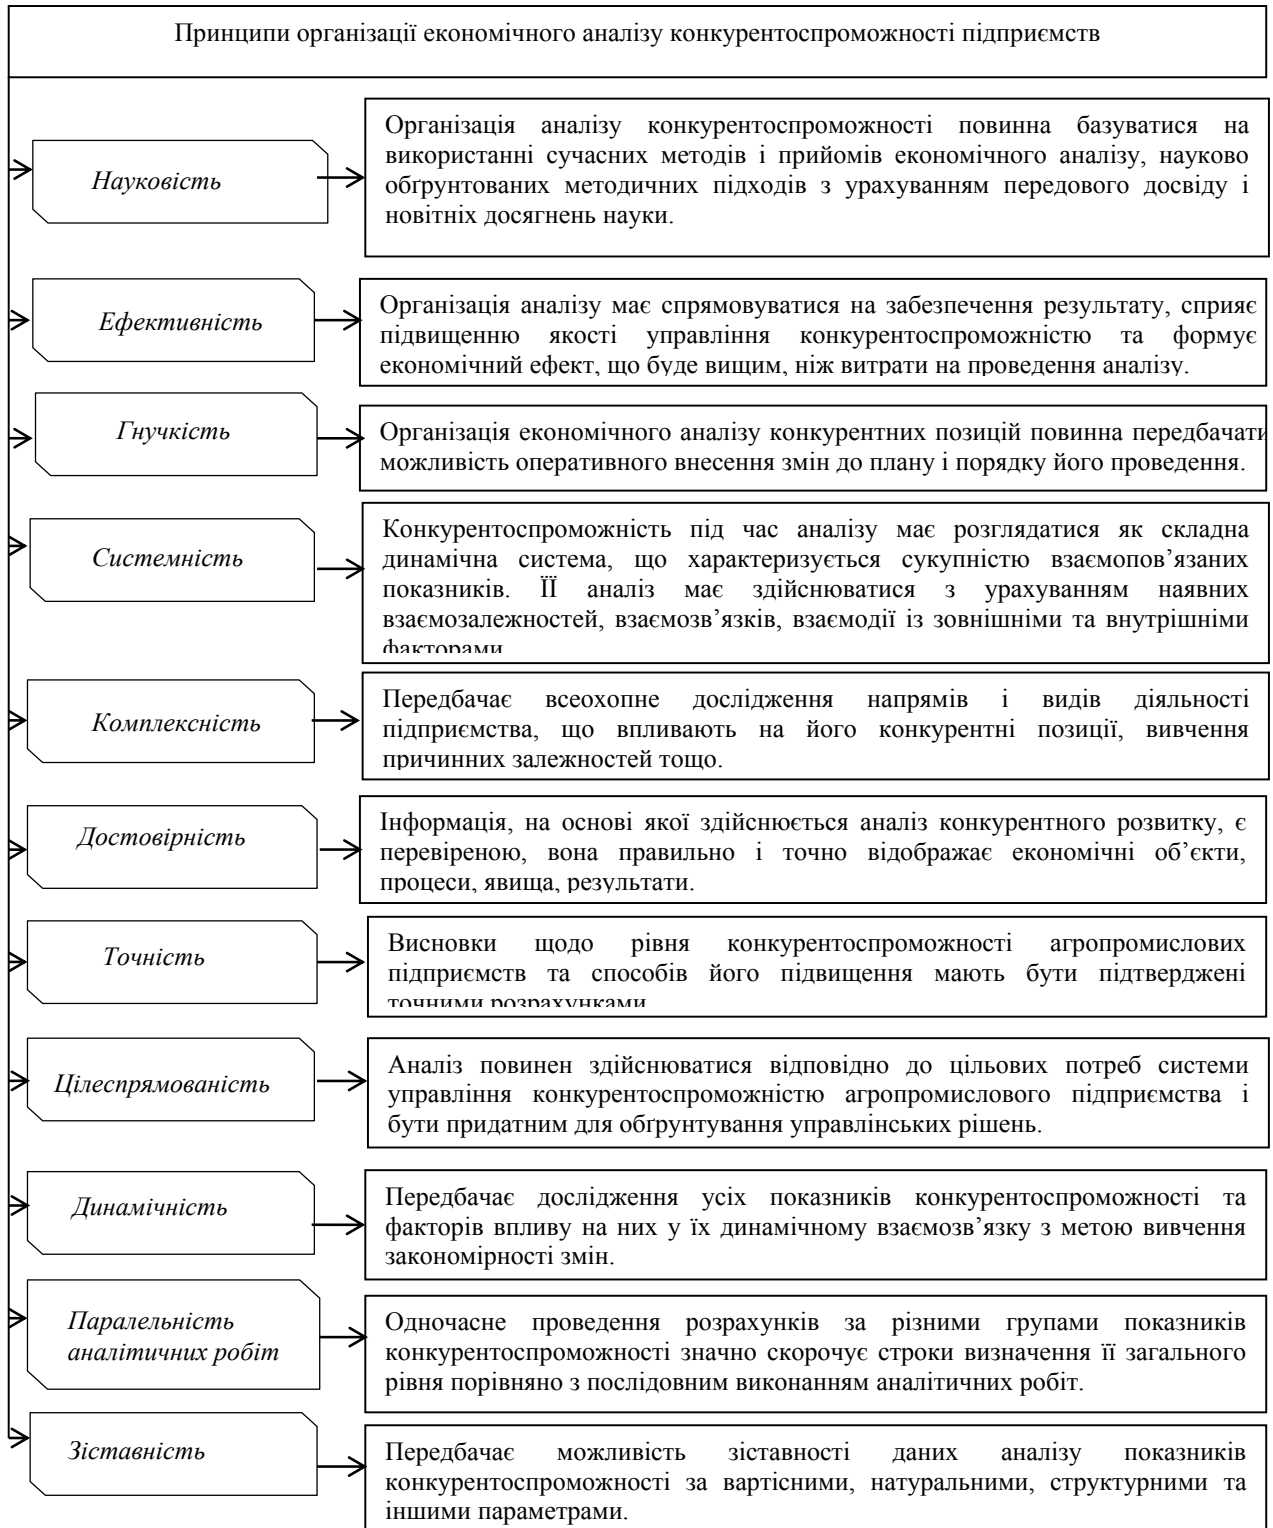 Принципи організації економічного аналізу конкурентоспроможності підприємств
Науковість
Організація аналізу конкурентоспроможності повинна базуватися на
використанні сучасних методів і прийомів економічного аналізу, науково
обґрунтованих методичних підходів з урахуванням передового досвіду і
новітніх досягнень науки.
Ефективність
Організація аналізу має спрямовуватися на забезпечення результату, сприяє
підвищенню якості управління конкурентоспроможністю та формує
економічний ефект, що буде вищим, ніж витрати на проведення аналізу.
Гнучкість
Організація економічного аналізу конкурентних позицій повинна передбачати
можливість оперативного внесення змін до плану і порядку його проведення.
Системність
Конкурентоспроможність під час аналізу має розглядатися як складна
динамічна система, що характеризується сукупністю взаємопов’язаних
показників. ЇЇ аналіз має здійснюватися з урахуванням наявних
взаємозалежностей, взаємозв’язків, взаємодії із зовнішніми та внутрішніми
факторами.
Комплексність
Передбачає всеохопне дослідження напрямів і видів діяльності
підприємства, що впливають на його конкурентні позиції, вивчення
причинних залежностей тощо.
Достовірність
Інформація, на основі якої здійснюється аналіз конкурентного розвитку, є
перевіреною, вона правильно і точно відображає економічні об’єкти,
процеси, явища, результати.
Точність
Висновки щодо рівня конкурентоспроможності агропромислових
підприємств та способів його підвищення мають бути підтверджені
точними розрахунками.
Цілеспрямованість
Аналіз повинен здійснюватися відповідно до цільових потреб системи
управління конкурентоспроможністю агропромислового підприємства і
бути придатним для обґрунтування управлінських рішень.
Динамічність
Передбачає дослідження усіх показників конкурентоспроможності та
факторів впливу на них у їх динамічному взаємозв’язку з метою вивчення
закономірності змін.
Паралельність
аналітичних робіт
Одночасне проведення розрахунків за різними групами показників
конкурентоспроможності значно скорочує строки визначення її загального
рівня порівняно з послідовним виконанням аналітичних робіт.
Зіставність
Передбачає можливість зіставності даних аналізу показників
конкурентоспроможності за вартісними, натуральними, структурними та
іншими параметрами.